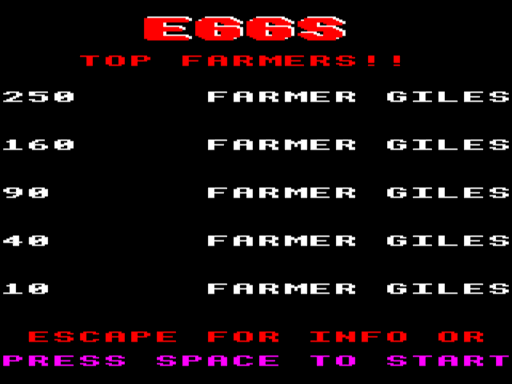 EGGS
TOP FARMERS!!
250 FARMER GILES
160 FARMER GILES
90 FARMER GILES
40 FARMER GILES
10 FARMER GILES
ESCAPE FOR INFO OR
PRESS SPACE TO START